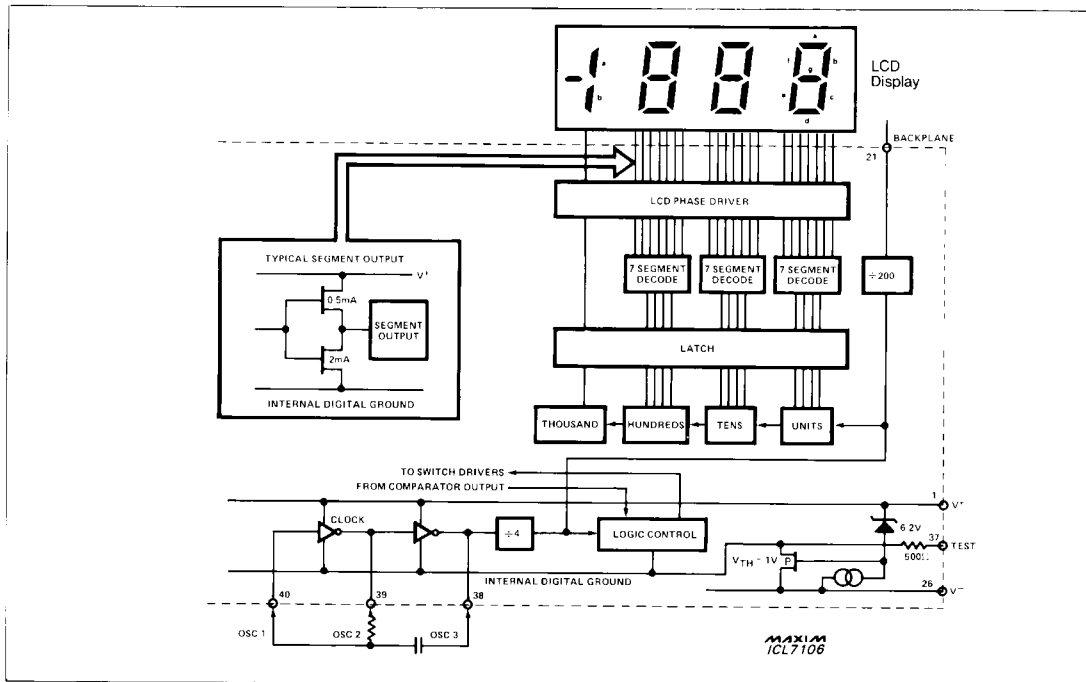 a
b
a
f
b
g
e
c
d
LCD
Display
BACKPLANE
21
LCD PHASE DRIVER
TYPICAL SEGMENT OUTPUT
V+
0.5mA
SEGMENT
OUTPUT
2mA
INTERNAL DIGITAL GROUND
7 SEGMENT
DECODE
7 SEGMENT
DECODE
7 SEGMENT
DECODE
÷200
LATCH
THOUSAND
HUNDREDS
TENS
UNITS
TO SWITCH DRIVERS
FROM COMPARATOR OUTPUT
1
V+
CLOCK
÷4
LOGIC CONTROL
6.2V
37
TEST
500Ω
VTH = 1V
P
INTERNAL DIGITAL GROUND
26
V−
40
39
38
OSC 1
OSC 2
OSC 3
MAXIM
ICL7106